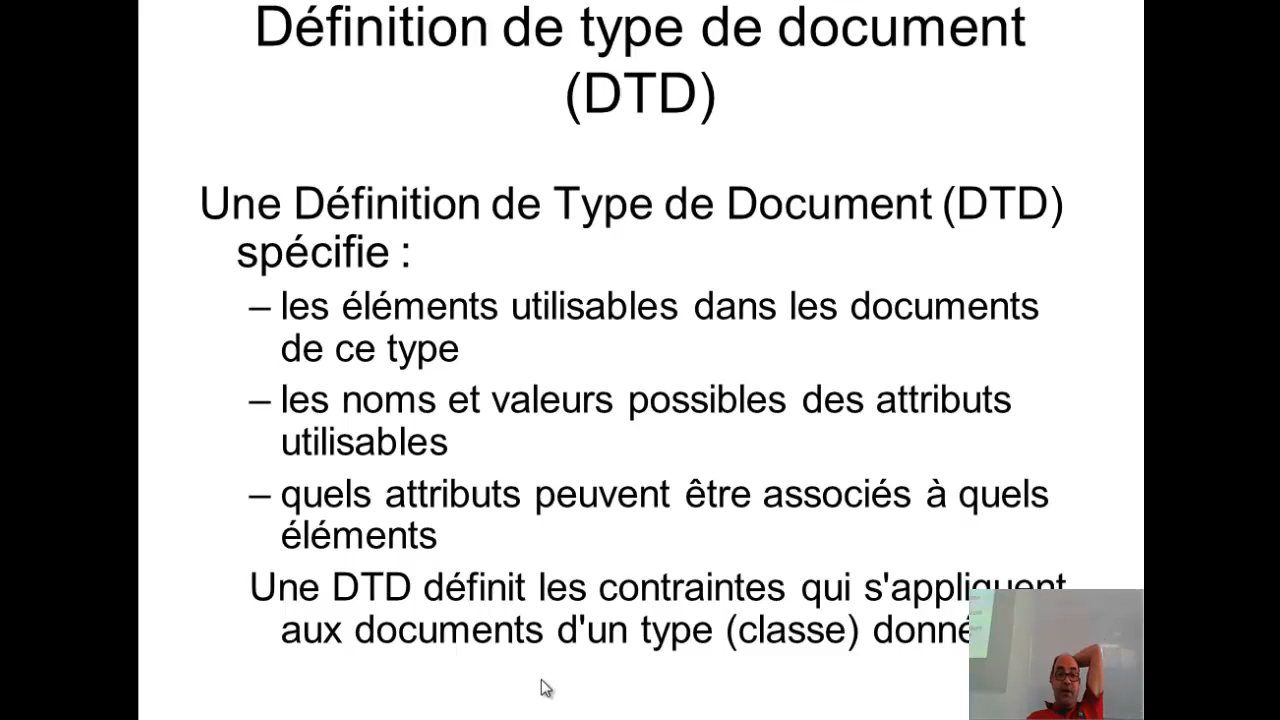 Définition de type de document
(DTD)
Une Définition de Type de Document (DTD)
spécifie :
– les éléments utilisables dans les documents
de ce type
– les noms et valeurs possibles des attributs
utilisables
– quels attributs peuvent être associés à quels
éléments
Une DTD définit les contraintes qui s'appliquent
aux documents d'un type (classe) donné